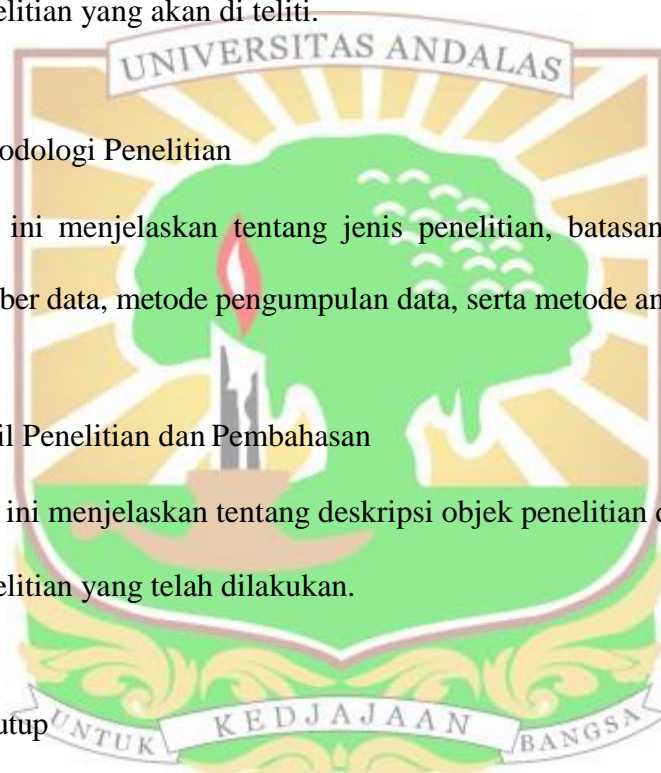 elitian yang akan di teliti.
UNIVERSITAS ANDALAS
odologi Penelitian
ini menjelaskan tentang jenis penelitian, batasan
ber data, metode pengumpulan data, serta metode an
il Penelitian dan Pembahasan
ini menjelaskan tentang deskripsi objek penelitian d
elitian yang telah dilakukan.
utup
UNTUK KEDJAJAAN BANGSA